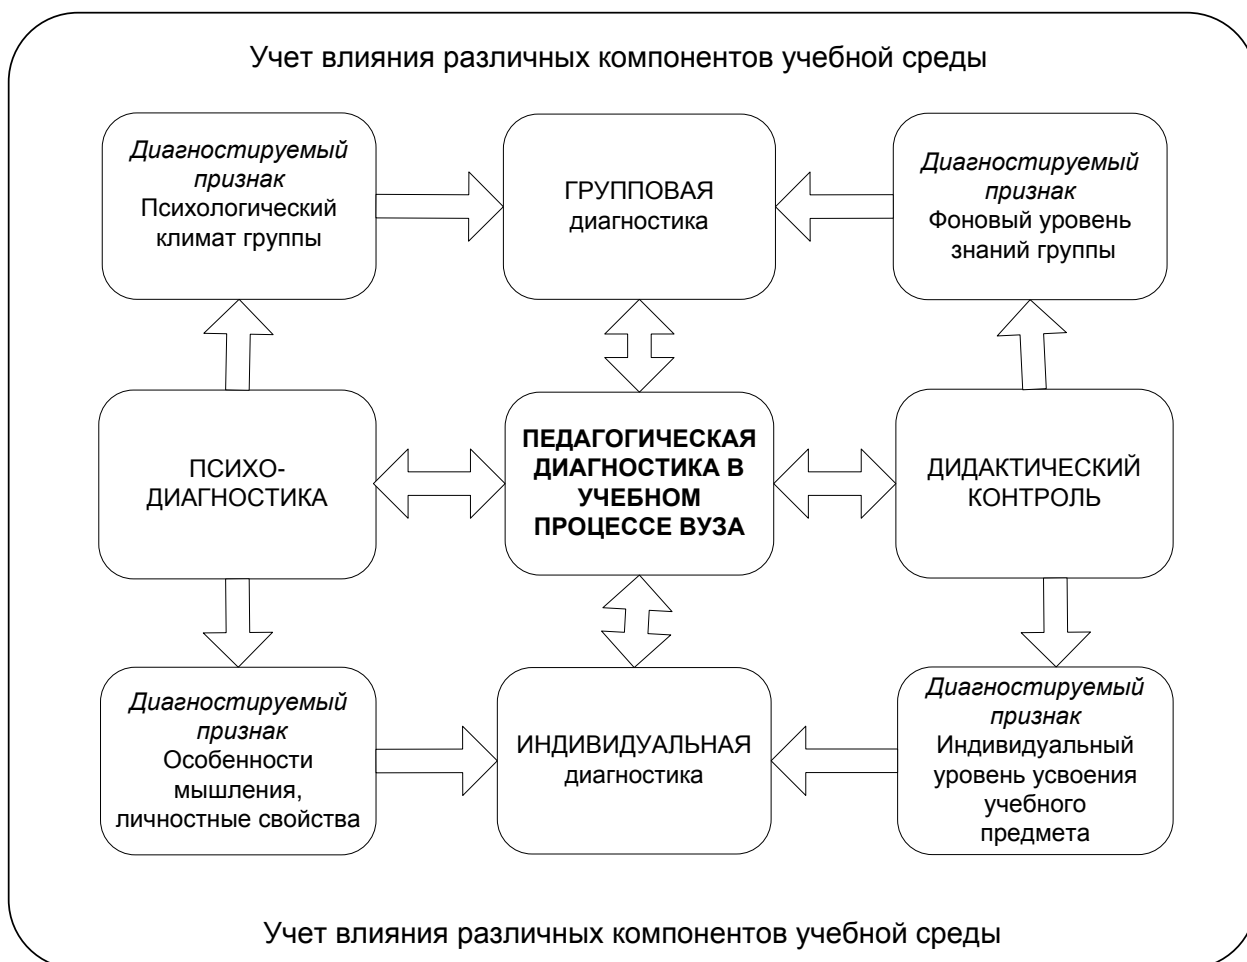 Учет влияния различных компонентов учебной среды
Диагностируемый
признак
Психологический
климат группы
ГРУППОВАЯ
диагностика
Диагностируемый
признак
Фоновый уровень
знаний группы
ПСИХО-
ДИАГНОСТИКА
ПЕДАГОГИЧЕСКАЯ
ДИАГНОСТИКА В
УЧЕБНОМ
ПРОЦЕССЕ ВУЗА
ДИДАКТИЧЕСКИЙ
КОНТРОЛЬ
Диагностируемый
признак
Особенности
мышления,
личностные свойства
ИНДИВИДУАЛЬНАЯ
диагностика
Диагностируемый
признак
Индивидуальный
уровень усвоения
учебного
предмета
Учет влияния различных компонентов учебной среды